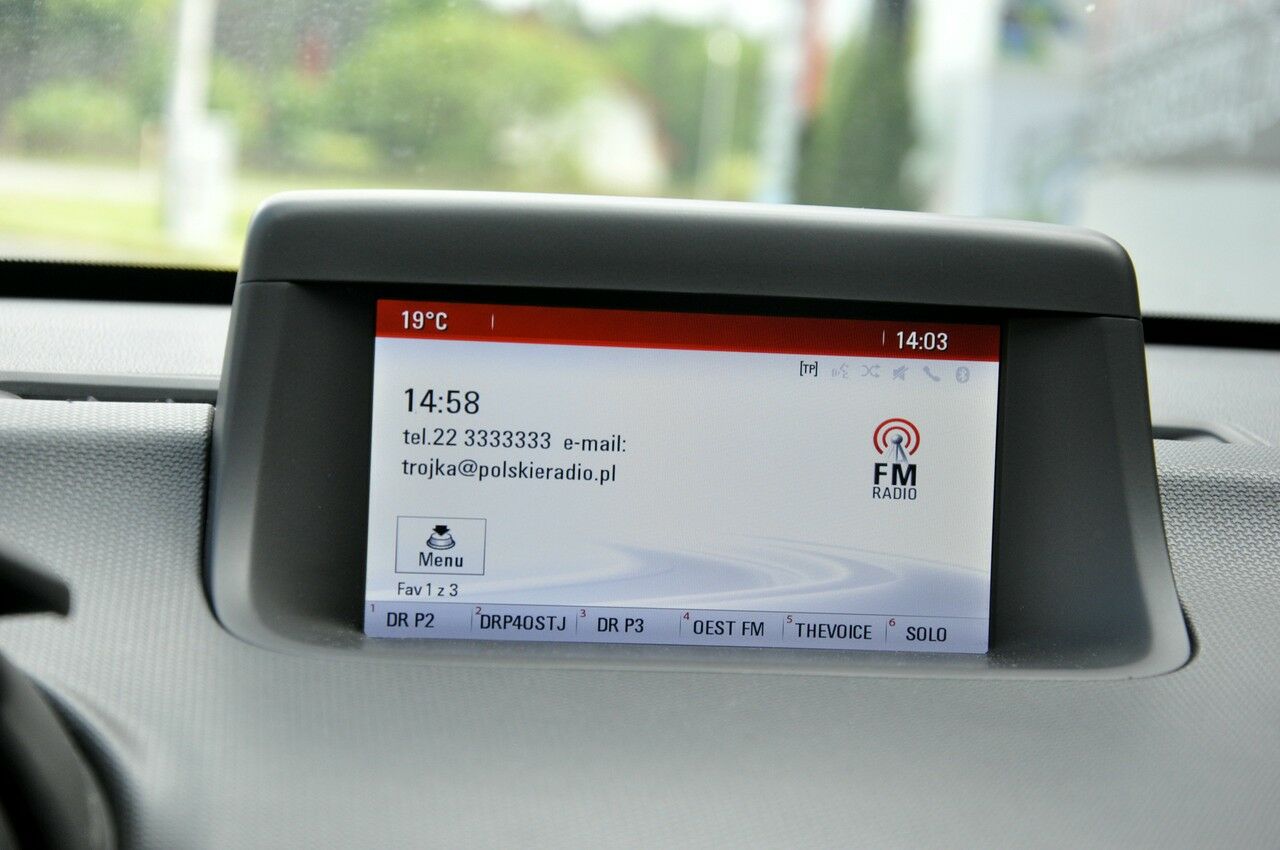 19°C 14:03
[TP]
14:58
tel.22 3333333 e-mail:
trojka@polskieradio.pl
FM
RADIO
Menu
Fav 1 z 3
1 DR P2 2 DRP4OSTJ 3 DR P3 4 OEST FM 5 THEVOICE 6 SOLO